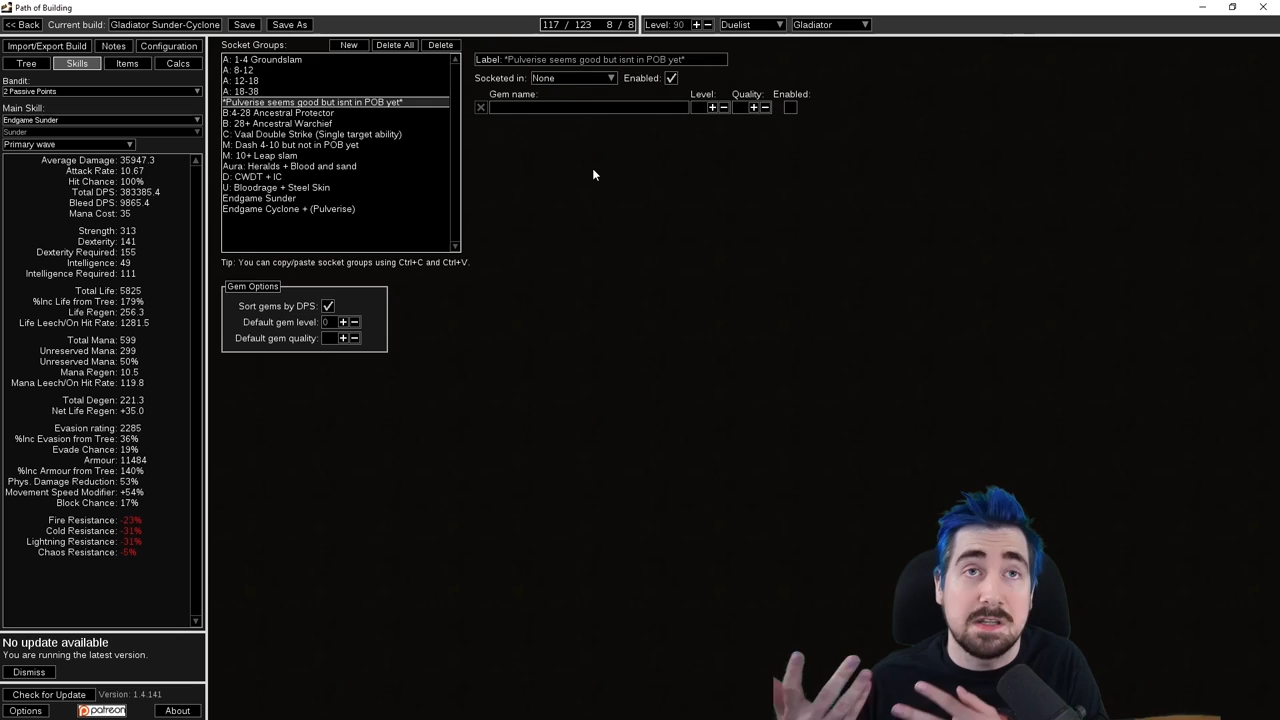 Path of Building
<< Back
Current build: Gladiator Sunder-Cyclone
Save
Save As
117 / 123 8 / 8
Level: 90
Duelist
Gladiator
Import/Export Build
Notes
Configuration
Tree
Skills
Items
Calcs
Bandit:
2 Passive Points
Main Skill:
Endgame Sunder
Sunder
Primary wave
Average Damage: 35947.3
Attack Rate: 10.67
Hit Chance: 100%
Total DPS: 383385.4
Bleed DPS: 9865.4
Mana Cost: 35
Strength: 313
Dexterity: 141
Dexterity Required: 155
Intelligence: 49
Intelligence Required: 111
Total Life: 5825
%Inc Life from Tree: 179%
Life Regen: 256.3
Life Leech/On Hit Rate: 1281.5
Total Mana: 599
Unreserved Mana: 299
Unreserved Mana: 50%
Mana Regen: 10.5
Mana Leech/On Hit Rate: 119.8
Total Degen: 221.3
Net Life Regen: +35.0
Evasion rating: 2285
%Inc Evasion from Tree: 36%
Evade Chance: 19%
Armour: 11484
%Inc Armour from Tree: 140%
Phys. Damage Reduction: 53%
Movement Speed Modifier: +54%
Block Chance: 17%
Fire Resistance: -23%
Cold Resistance: -31%
Lightning Resistance: -31%
Chaos Resistance: -5%
No update available
You are running the latest version.
Dismiss
Check for Update
Version: 1.4.141
Options
patreon
About
Socket Groups:
New
Delete All
Delete
A: 1-4 Groundslam
A: 8-12
A: 12-18
A: 18-38
*Pulverise seems good but isnt in POB yet*
B:4-28 Ancestral Protector
B: 28+ Ancestral Warchief
C: Vaal Double Strike (Single target ability)
M: Dash 4-10 but not in POB yet
M: 10+ Leap slam
Aura: Heralds + Blood and sand
D: CWDT + IC
U: Bloodrage + Steel Skin
Endgame Sunder
Endgame Cyclone + (Pulverise)
Tip: You can copy/paste socket groups using Ctrl+C and Ctrl+V.
Gem Options
Sort gems by DPS:
Default gem level: 0
Default gem quality:
Label: *Pulverise seems good but isnt in POB yet*
Socketed in: None
Enabled:
Gem name:
Level:
Quality:
Enabled: